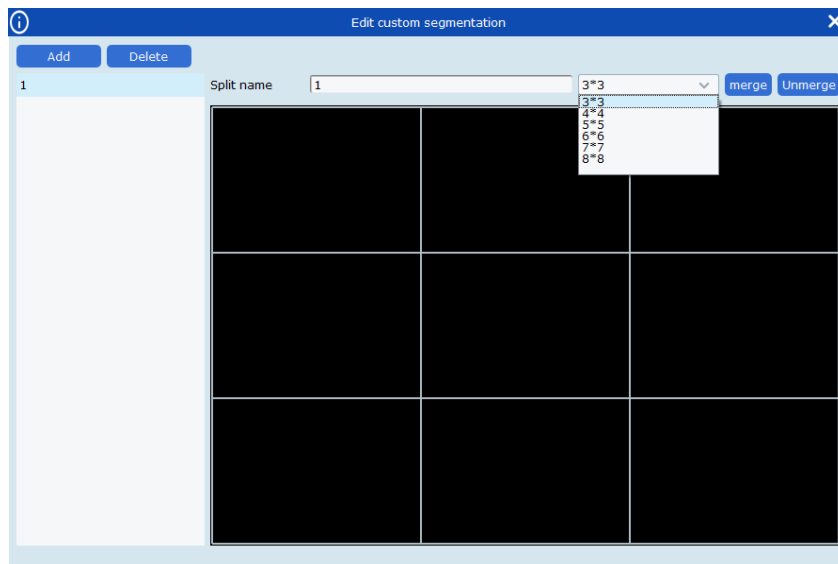 Edit custom segmentation
Add Delete
1 Split name 1 3*3 merge Unmerge
3*3
4*4
5*5
6*6
7*7
8*8